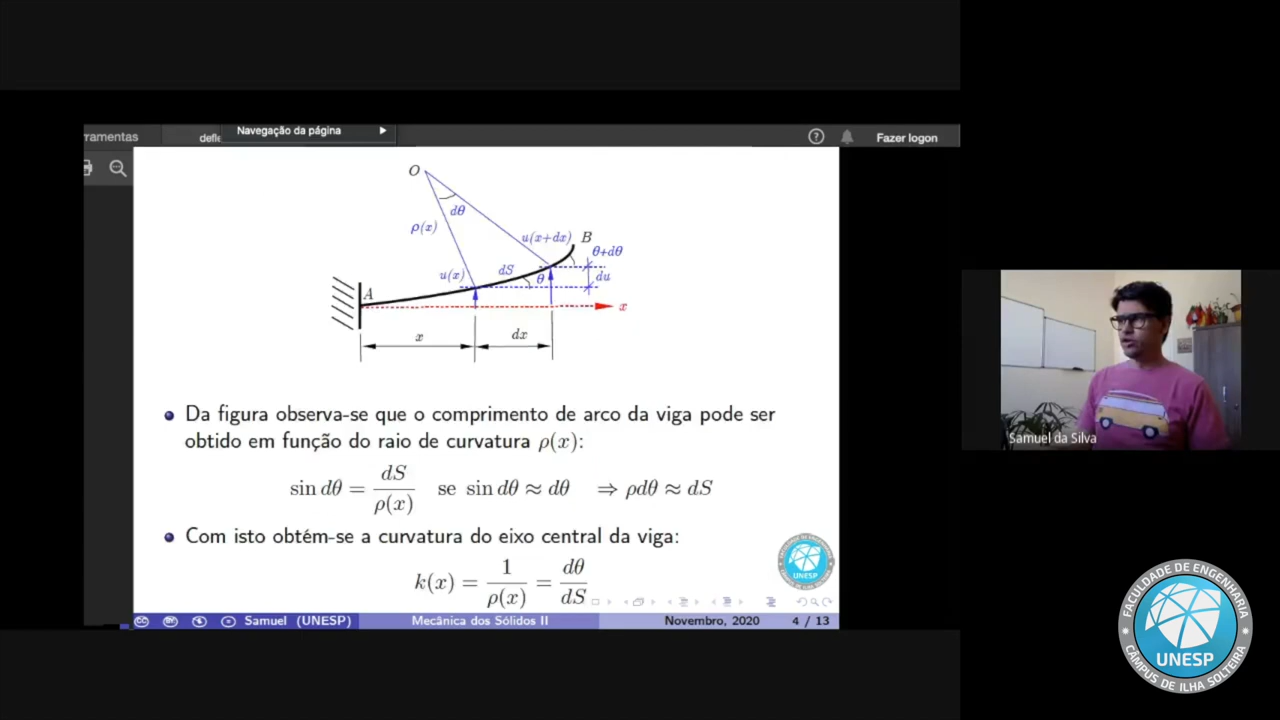 ramentas
defle
Navegação da página
?
Fazer logon
O
dθ
ρ(x)
u(x+dx)
B
θ+dθ
u(x)
dS
θ
du
A
x
x
dx
Da figura observa-se que o comprimento de arco da viga pode ser
obtido em função do raio de curvatura ρ(x):
sin dθ = dS/ρ(x) se sin dθ ≈ dθ ⇒ ρdθ ≈ dS
Com isto obtém-se a curvatura do eixo central da viga:
k(x) = 1/ρ(x) = dθ/dS
UNESP
Samuel (UNESP) Mecânica dos Sólidos II Novembro, 2020 4 / 13
Samuel da Silva
FACULDADE DE ENGENHARIA
UNESP
CÂMPUS DE ILHA SOLTEIRA